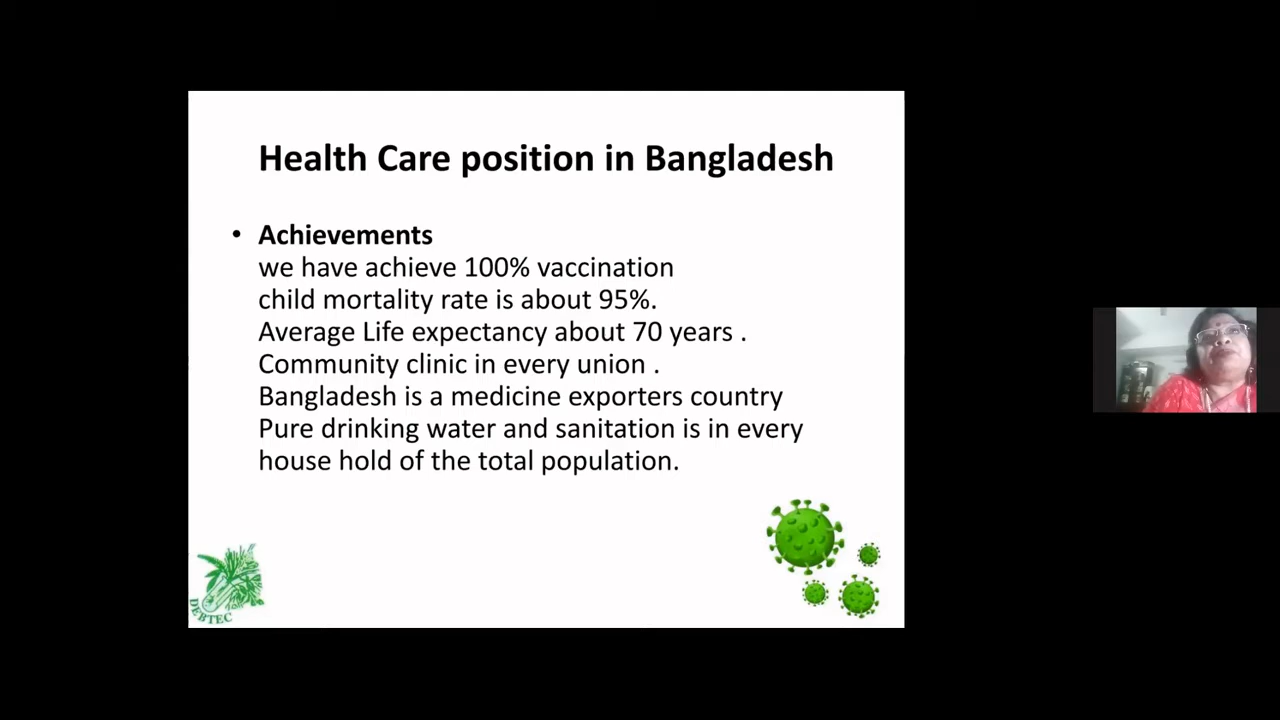 Health Care position in Bangladesh
• Achievements
we have achieve 100% vaccination
child mortality rate is about 95%.
Average Life expectancy about 70 years .
Community clinic in every union .
Bangladesh is a medicine exporters country
Pure drinking water and sanitation is in every
house hold of the total population.
DEBTEC